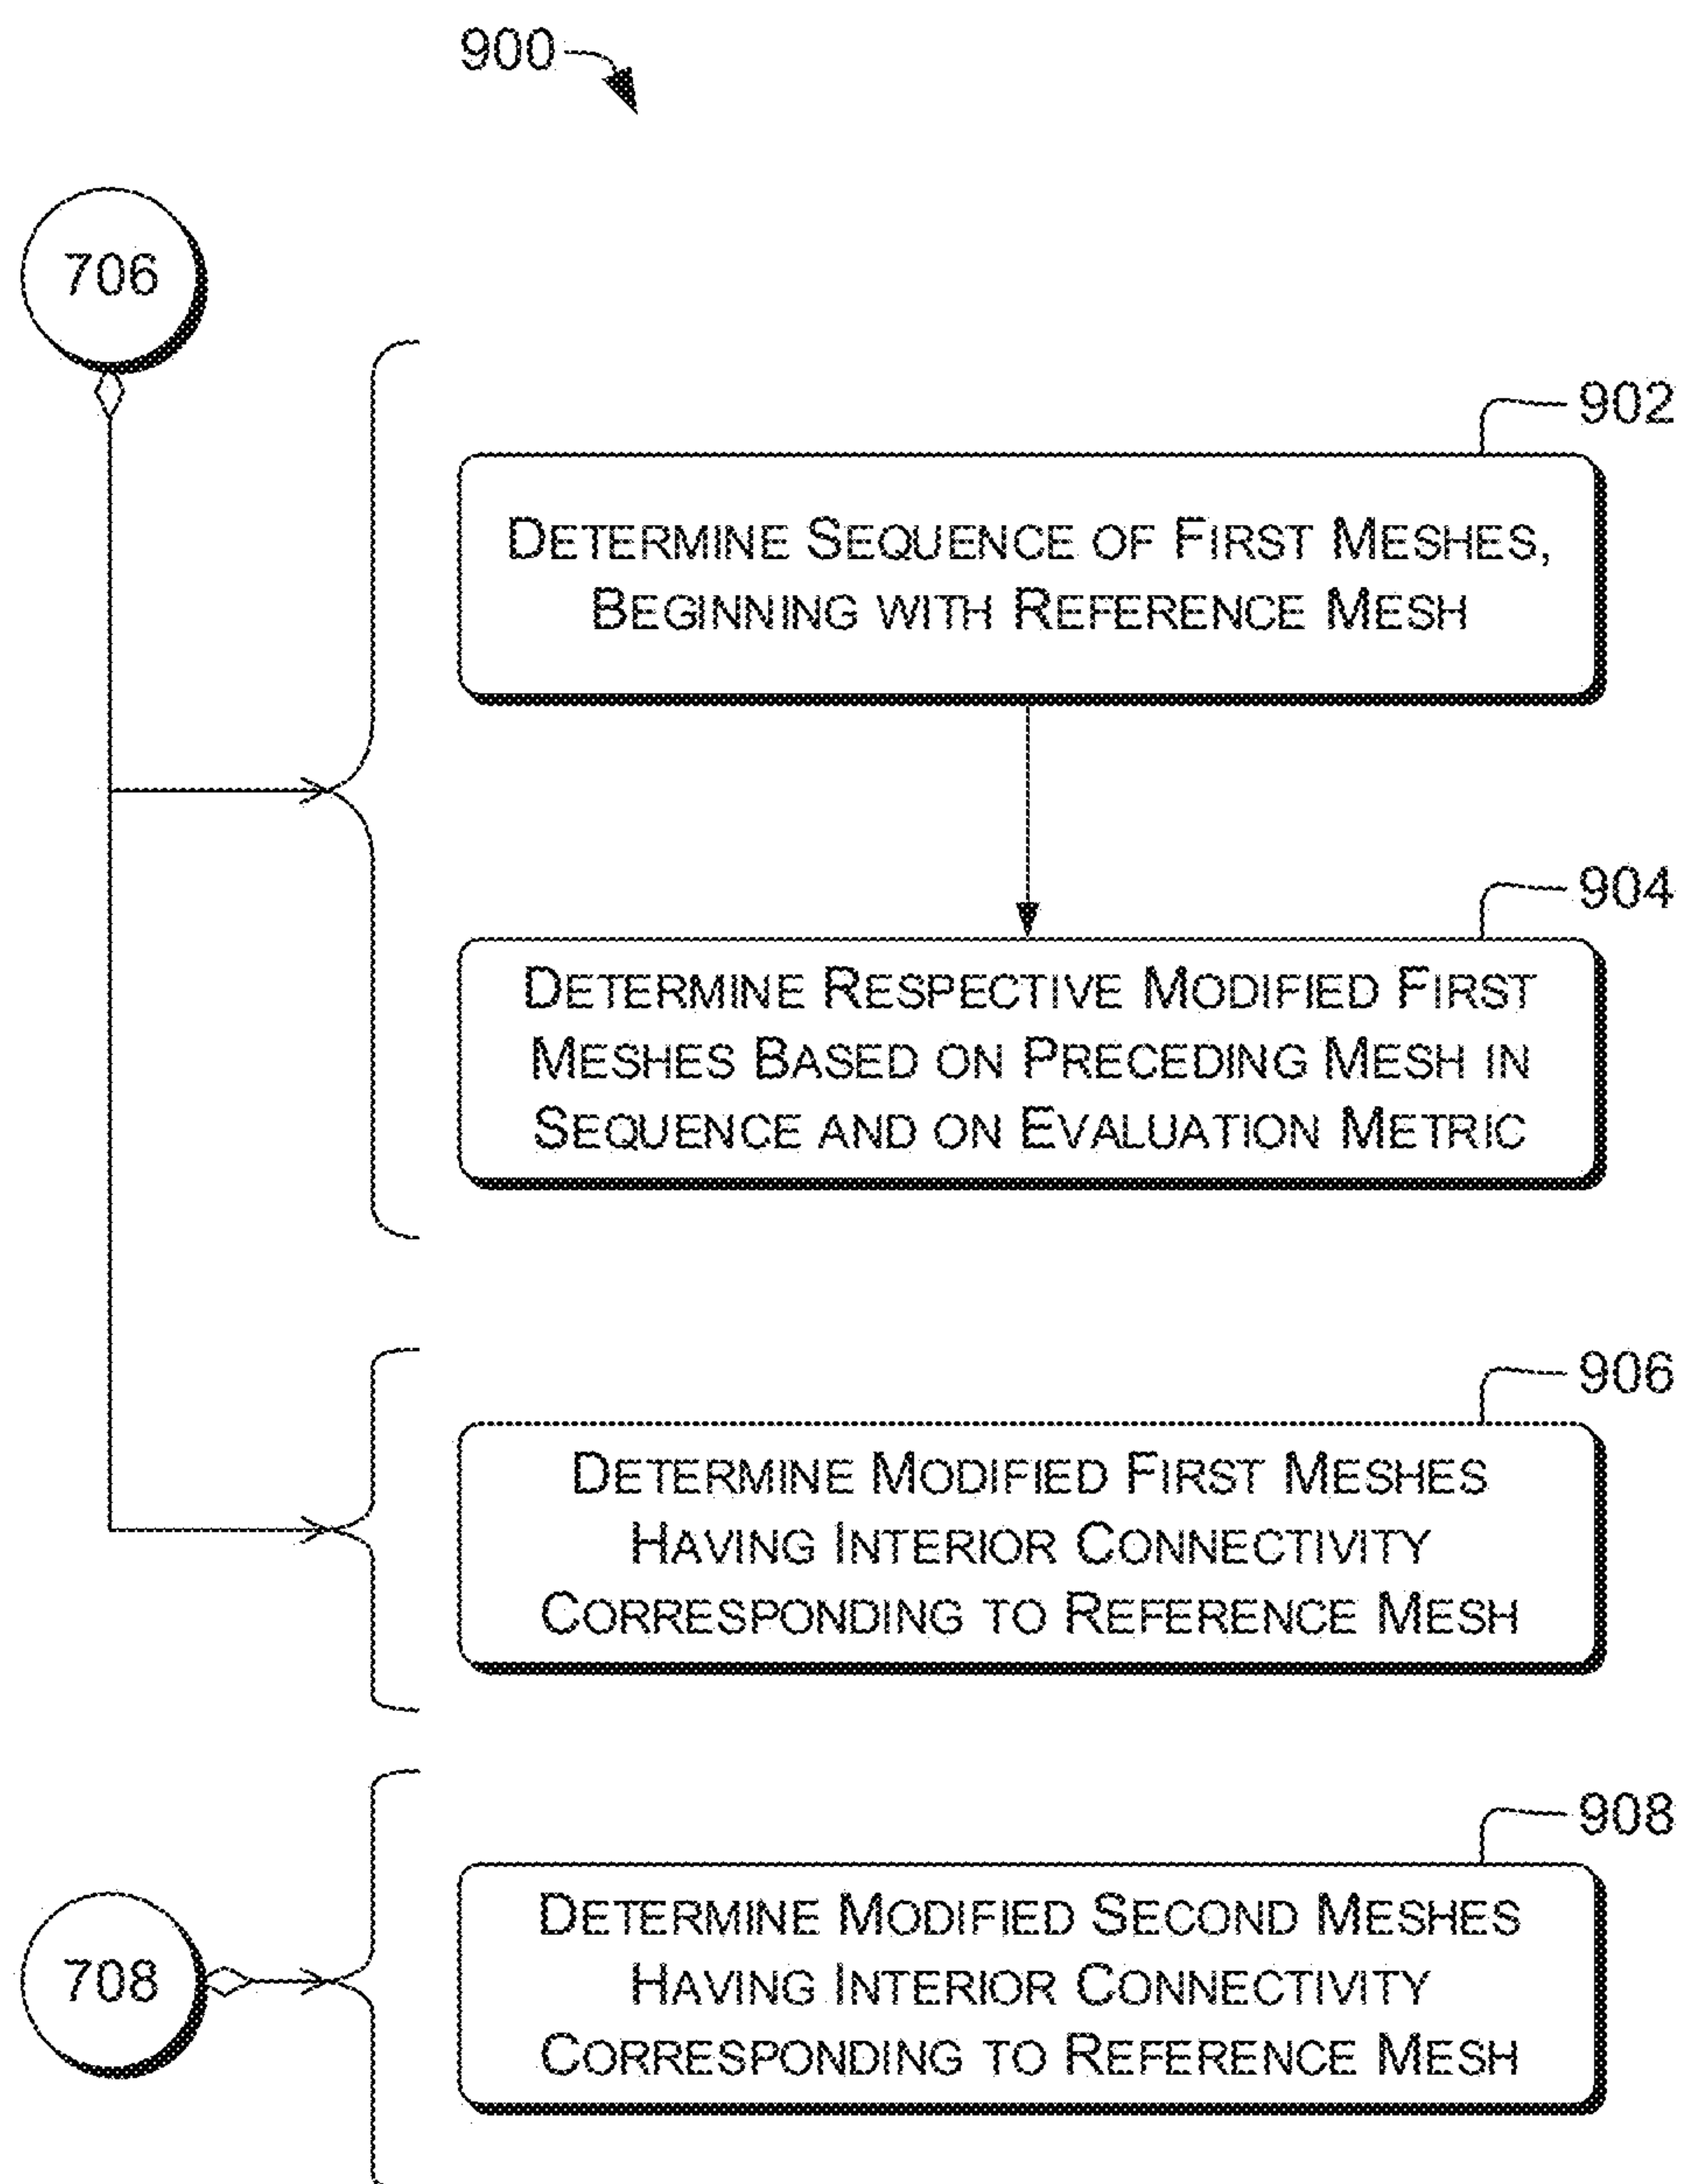 900
706
902
DETERMINE SEQUENCE OF FIRST MESHES,
BEGINNING WITH REFERENCE MESH
904
DETERMINE RESPECTIVE MODIFIED FIRST
MESHES BASED ON PRECEDING MESH IN
SEQUENCE AND ON EVALUATION METRIC
906
DETERMINE MODIFIED FIRST MESHES
HAVING INTERIOR CONNECTIVITY
CORRESPONDING TO REFERENCE MESH
908
708
DETERMINE MODIFIED SECOND MESHES
HAVING INTERIOR CONNECTIVITY
CORRESPONDING TO REFERENCE MESH